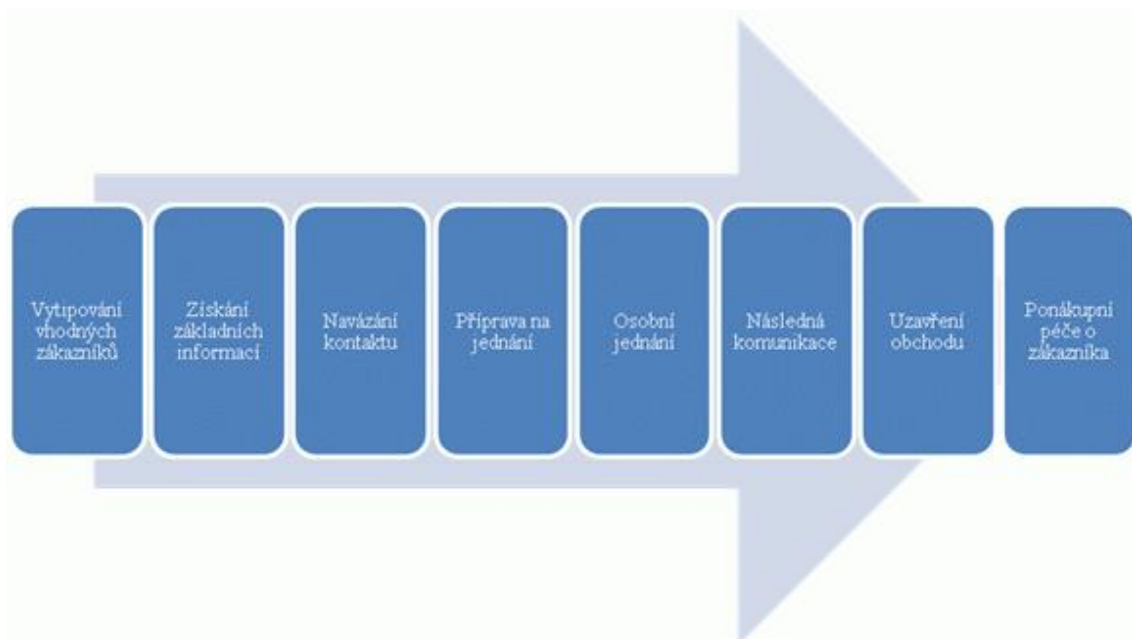 Vytipování
vhodných
zákazníků
Získání
základních
informací
Navázání
kontaktu
Příprava na
jednání
Osobní
jednání
Následná
komunikace
Uzavření
obchodu
Ponákupní
péče o
zákazníka